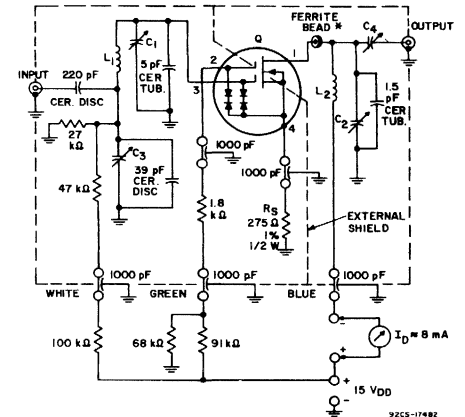 FERRITE
BEAD *
C4
OUTPUT
Q
C1
L1
5 pF
CER
TUB.
2
1
INPUT
220 pF
CER. DISC
3
4
L2
1.5
pF
CER
TUB.
C2
27
kΩ
C3
39 pF
CER.
DISC
1000 pF
1000 pF
47 kΩ
1.8
kΩ
RS
275 Ω
1%
1/2 W
EXTERNAL
SHIELD
1000 pF
1000 pF
1000 pF
WHITE
GREEN
BLUE
100 kΩ
68 kΩ
91 kΩ
-
ID ≈ 8 mA
+
+
15 VDD
-
92CS-17482